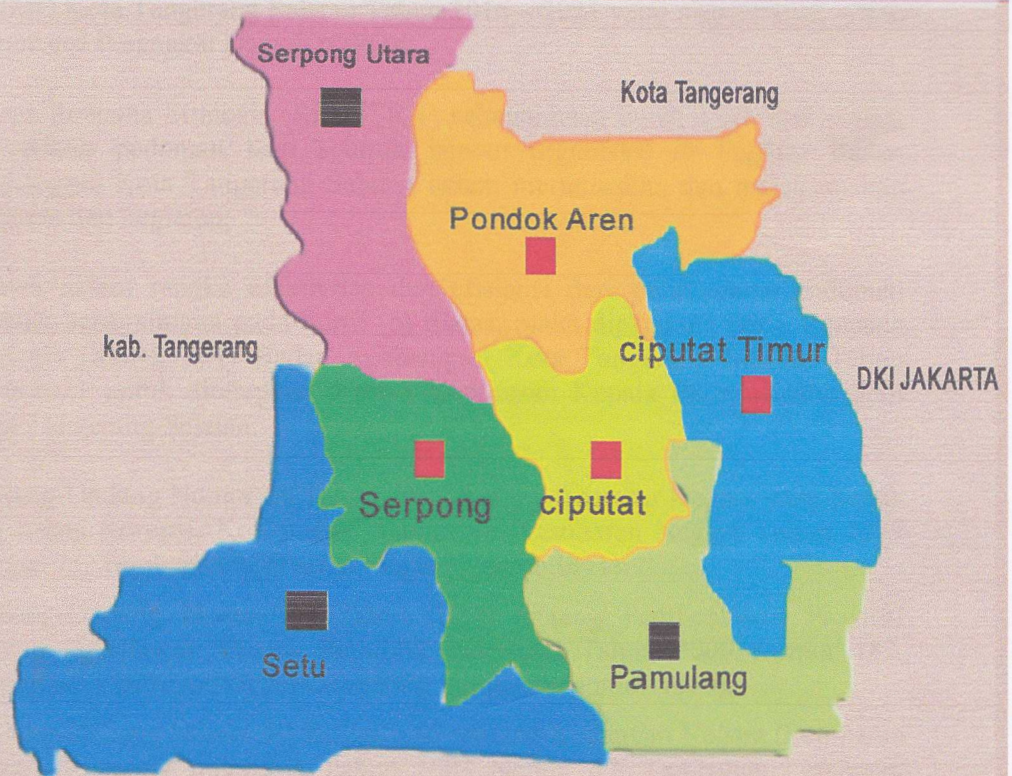 Serpong Utara
Kota Tangerang
Pondok Aren
kab. Tangerang
ciputat Timur
DKI JAKARTA
Serpong
ciputat
Setu
Pamulang